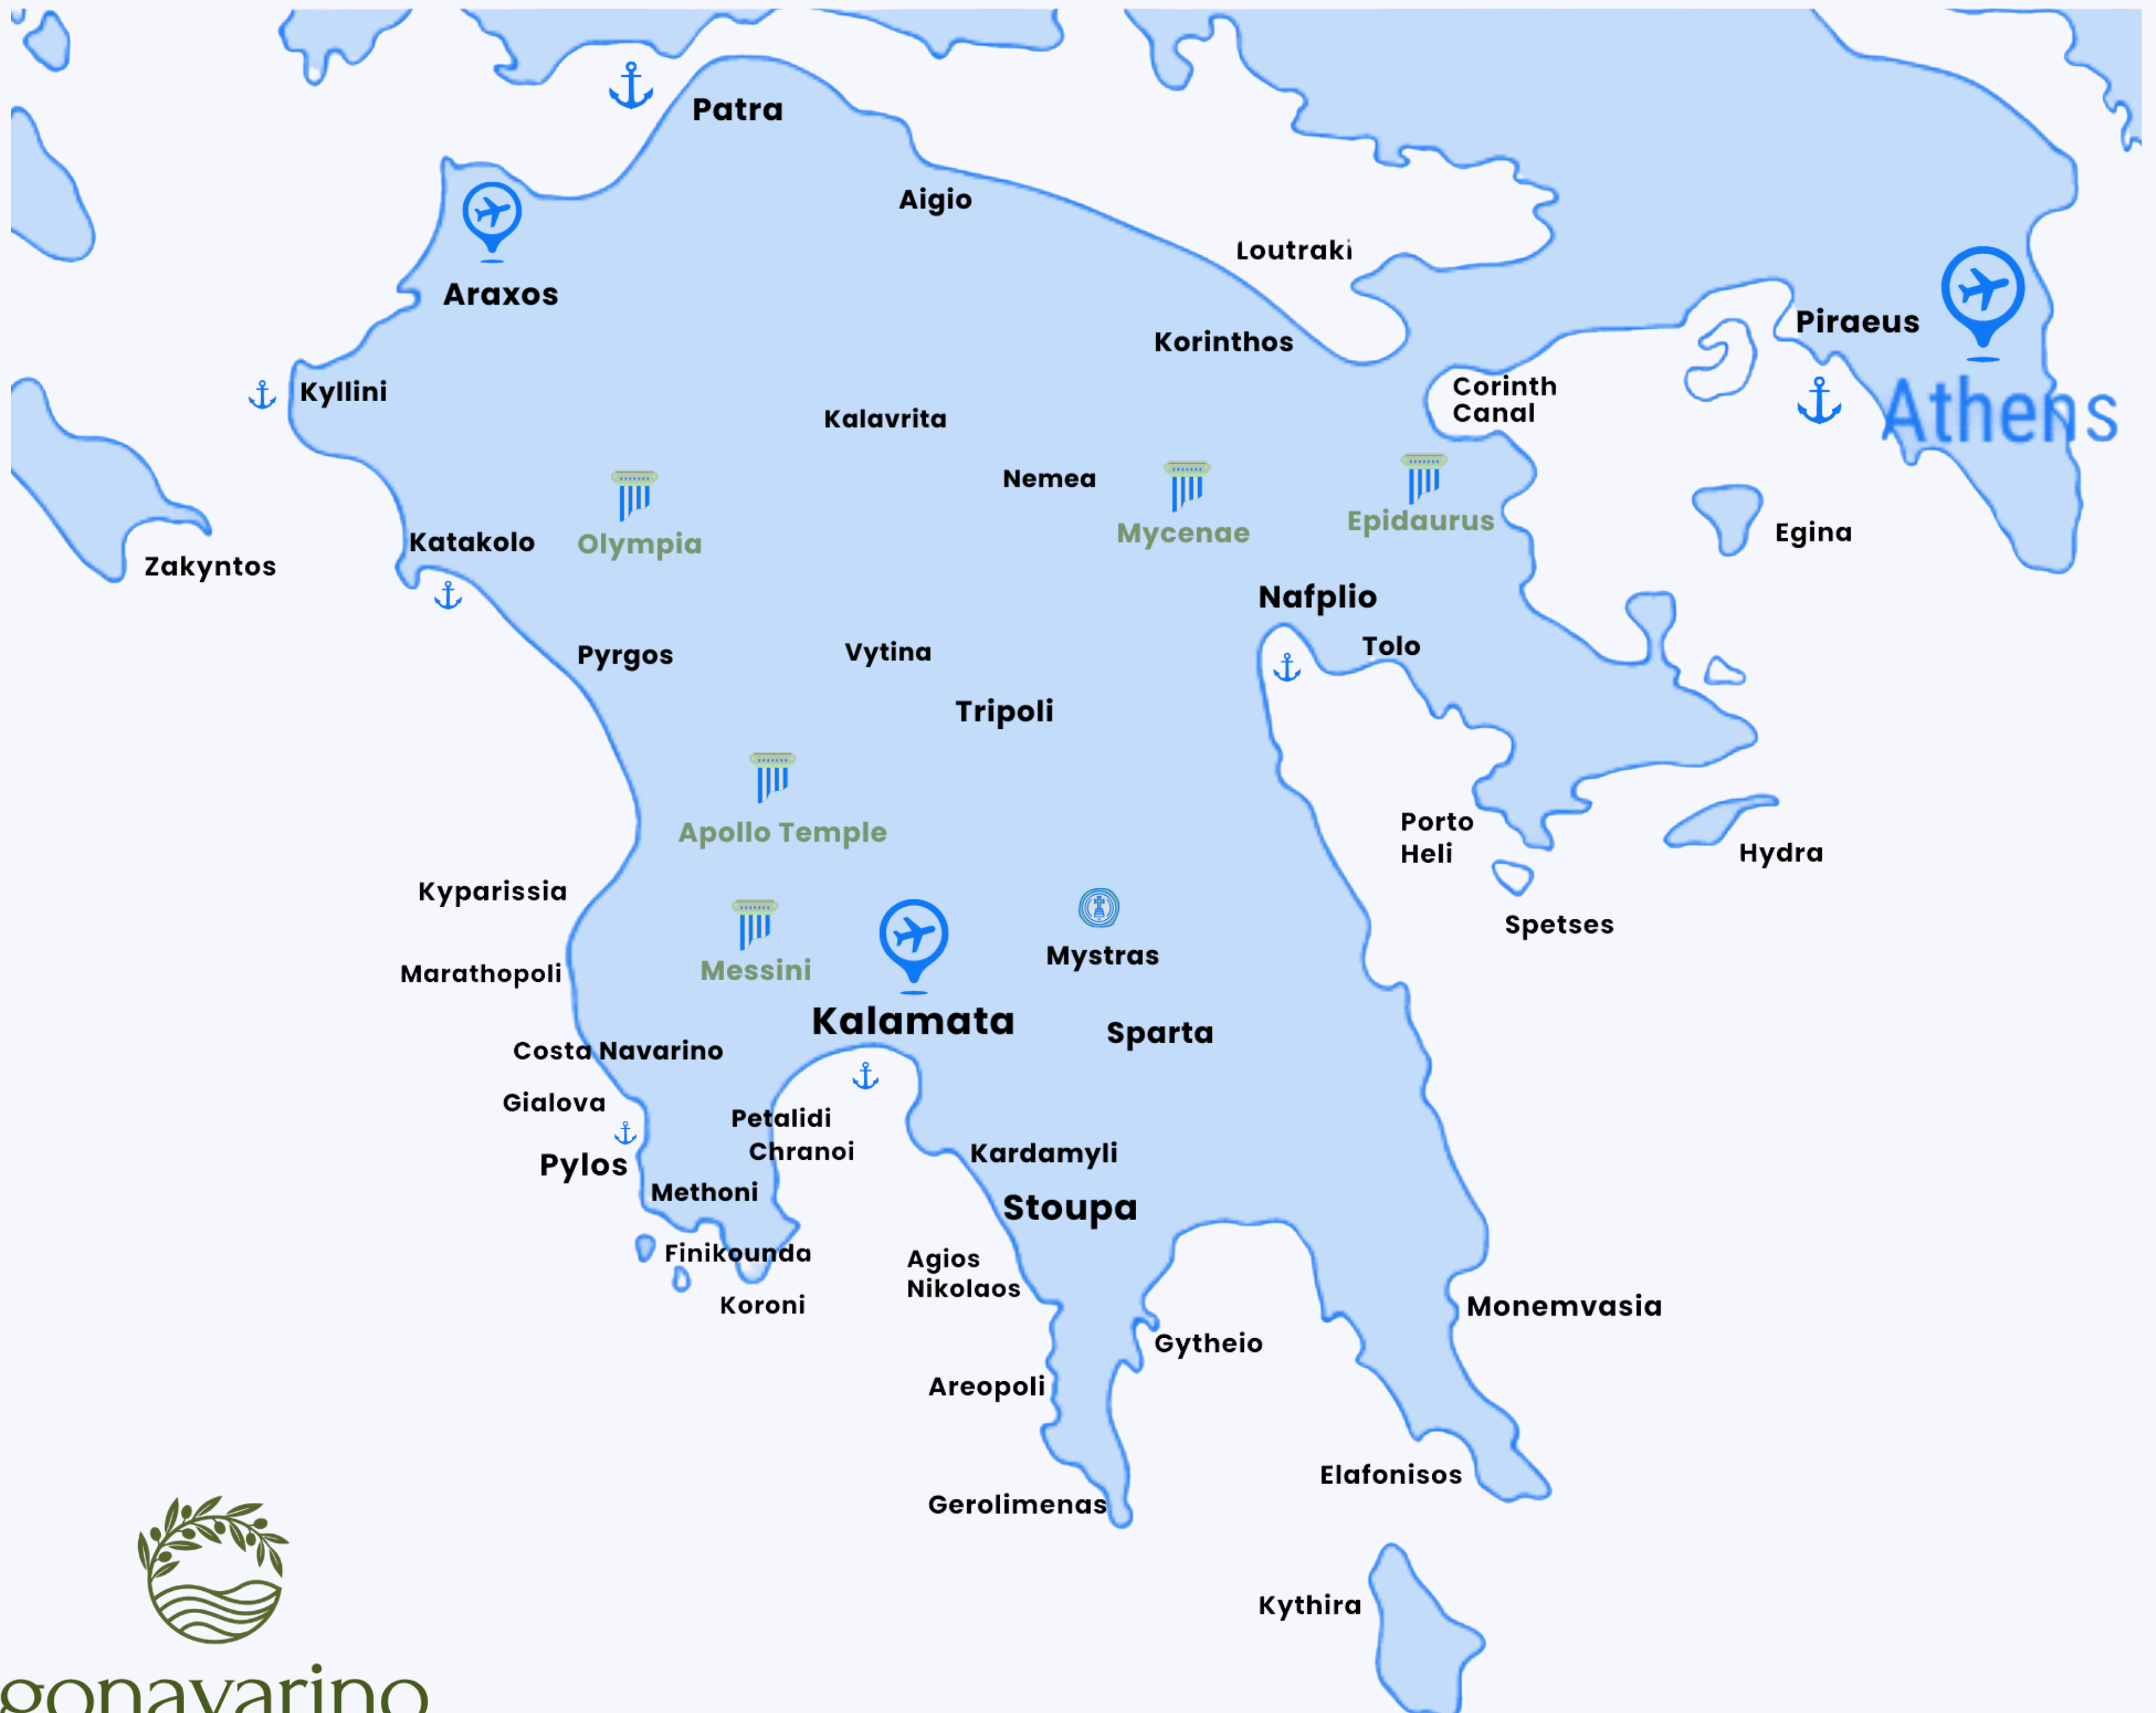 Patra
Aigio
Loutraki
Araxos
Piraeus
Korinthos
Kyllini
Corinth
Canal
Athens
Kalavrita
Nemea
Mycenae
Epidaurus
Egina
Katakolo
Olympia
Zakyntos
Nafplio
Tolo
Pyrgos
Vytina
Tripoli
Apollo Temple
Porto
Heli
Hydra
Kyparissia
Spetses
Mystras
Marathopoli
Messini
Kalamata
Sparta
Costa Navarino
Gialova
Petalidi
Chranoi
Kardamyli
Pylos
Methoni
Stoupa
Finikounda
Agios
Nikolaos
Koroni
Monemvasia
Gytheio
Areopoli
Elafonisos
Gerolimenas
Kythira
gonavarino